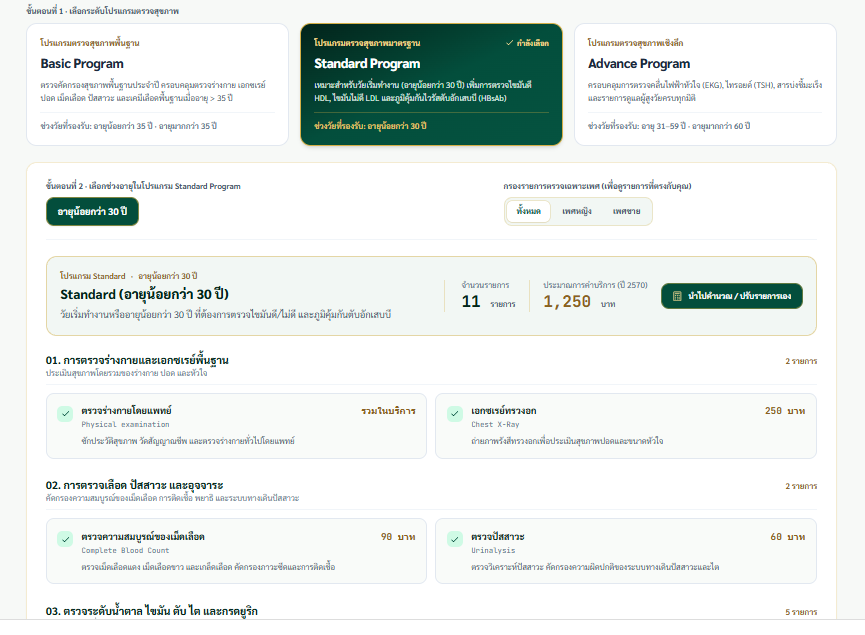 ขั้นตอนที่ 1 · เลือกระดับโปรแกรมตรวจสุขภาพ
โปรแกรมตรวจสุขภาพพื้นฐาน
Basic Program
ตรวจคัดกรองสุขภาพพื้นฐานประจำปี ครอบคลุมตรวจร่างกาย เอกซเรย์
ปอด เม็ดเลือด ปัสสาวะ และเคมีเลือดพื้นฐานเมื่ออายุ > 35 ปี
ช่วงวัยที่รองรับ: อายุน้อยกว่า 35 ปี · อายุมากกว่า 35 ปี
โปรแกรมตรวจสุขภาพมาตรฐาน
กำลังเลือก
Standard Program
เหมาะสำหรับวัยเริ่มทำงาน (อายุน้อยกว่า 30 ปี) เพิ่มการตรวจไขมันดี
HDL, ไขมันไม่ดี LDL และภูมิคุ้มกันไวรัสตับอักเสบบี (HBsAb)
ช่วงวัยที่รองรับ: อายุน้อยกว่า 30 ปี
โปรแกรมตรวจสุขภาพเชิงลึก
Advance Program
ครอบคลุมการตรวจคลื่นไฟฟ้าหัวใจ (EKG), ไทรอยด์ (TSH), สารบ่งชี้มะเร็ง
และรายการดูแลผู้สูงวัยครบทุกมิติ
ช่วงวัยที่รองรับ: อายุ 31–59 ปี · อายุมากกว่า 60 ปี
ขั้นตอนที่ 2 · เลือกช่วงอายุในโปรแกรม Standard Program
อายุน้อยกว่า 30 ปี
กรองรายการตรวจเฉพาะเพศ (เพื่อดูรายการที่ตรงกับคุณ)
ทั้งหมด
เพศหญิง
เพศชาย
โปรแกรม Standard · อายุน้อยกว่า 30 ปี
Standard (อายุน้อยกว่า 30 ปี)
วัยเริ่มทำงานหรืออายุน้อยกว่า 30 ปี ที่ต้องการตรวจไขมันดี/ไม่ดี และภูมิคุ้มกันตับอักเสบบี
จำนวนรายการ
11 รายการ
ประมาณการค่าบริการ (ปี 2570)
1,250 บาท
นำไปคำนวณ / ปรับรายการเอง
01. การตรวจร่างกายและเอกซเรย์พื้นฐาน
2 รายการ
ประเมินสุขภาพโดยรวมของร่างกาย ปอด และหัวใจ
ตรวจร่างกายโดยแพทย์
รวมในบริการ
Physical examination
ซักประวัติสุขภาพ วัดสัญญาณชีพ และตรวจร่างกายทั่วไปโดยแพทย์
เอกซเรย์ทรวงอก
250 บาท
Chest X-Ray
ถ่ายภาพรังสีทรวงอกเพื่อประเมินสุขภาพปอดและขนาดหัวใจ
02. การตรวจเลือด ปัสสาวะ และอุจจาระ
2 รายการ
คัดกรองความสมบูรณ์ของเม็ดเลือด การติดเชื้อ พยาธิ และระบบทางเดินปัสสาวะ
ตรวจความสมบูรณ์ของเม็ดเลือด
90 บาท
Complete Blood Count
ตรวจเม็ดเลือดแดง เม็ดเลือดขาว และเกล็ดเลือด คัดกรองภาวะซีดและการติดเชื้อ
ตรวจปัสสาวะ
60 บาท
Urinalysis
ตรวจวิเคราะห์ปัสสาวะ คัดกรองความผิดปกติของระบบทางเดินปัสสาวะและไต
03. ตรวจระดับน้ำตาล ไขมัน ตับ ไต และกรดยูริก
5 รายการ